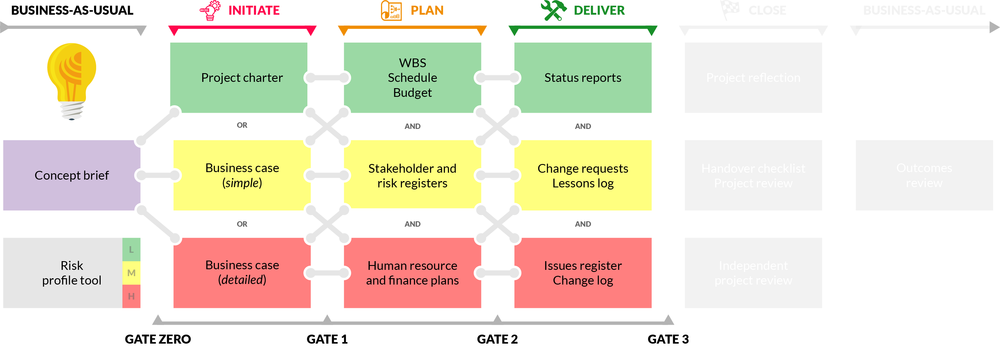 BUSINESS-AS-USUAL
INITIATE
PLAN
DELIVER
CLOSE
BUSINESS-AS-USUAL
Project charter
WBS
Schedule
Budget
Status reports
Project reflection
OR
AND
AND
Concept brief
Business case
(simple)
Stakeholder and
risk registers
Change requests
Lessons log
Handover checklist
Project review
Outcomes
review
OR
AND
AND
Risk
profile tool
L
M
H
Business case
(detailed)
Human resource
and finance plans
Issues register
Change log
Independent
project review
GATE ZERO
GATE 1
GATE 2
GATE 3